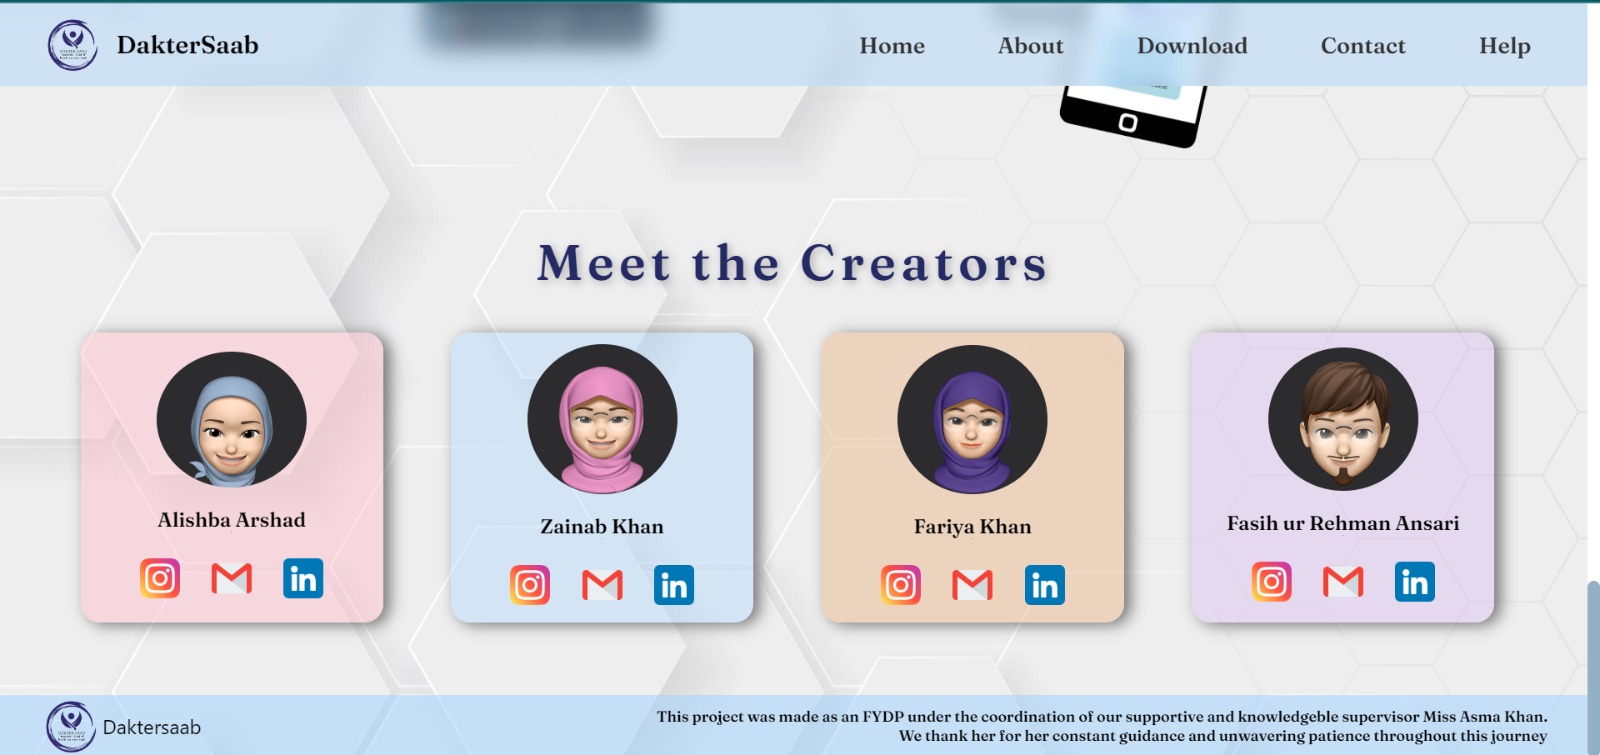 DakterSaab
Home About Download Contact Help
Meet the Creators
Alishba Arshad
Zainab Khan
Fariya Khan
Fasih ur Rehman Ansari
Daktersaab
This project was made as an FYDP under the coordination of our supportive and knowledgeble supervisor Miss Asma Khan.
We thank her for her constant guidance and unwavering patience throughout this journey